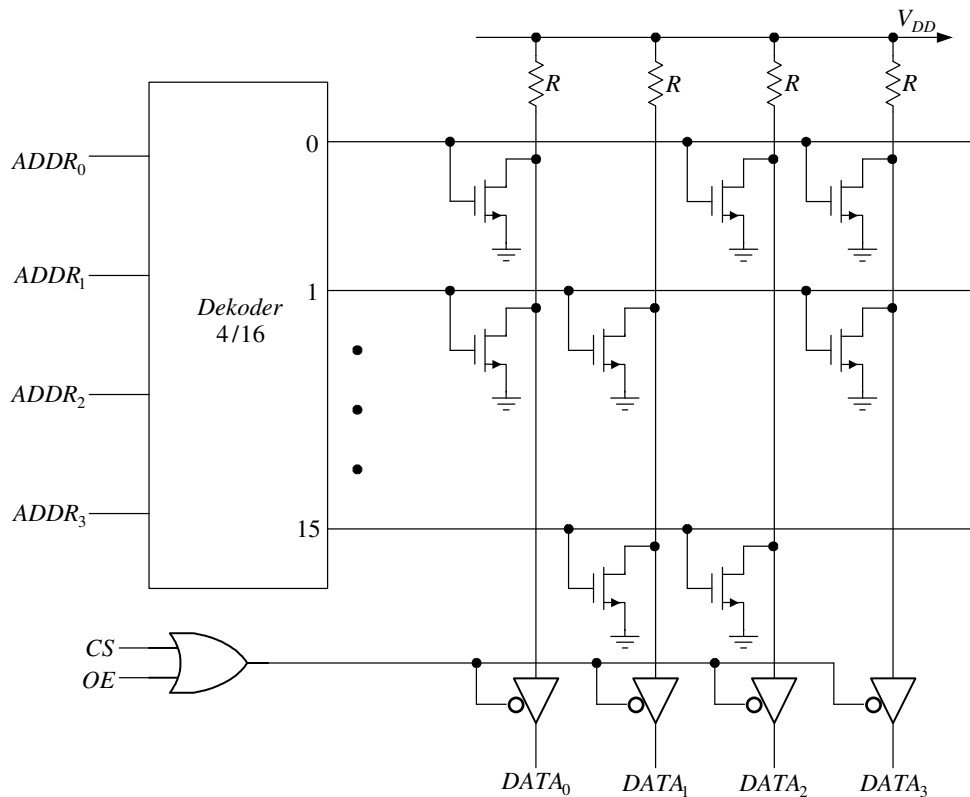 V_DD
R R R R
0
ADDR_0
ADDR_1
1
Dekoder
4/16
ADDR_2
ADDR_3
15
CS
OE
DATA_0 DATA_1 DATA_2 DATA_3